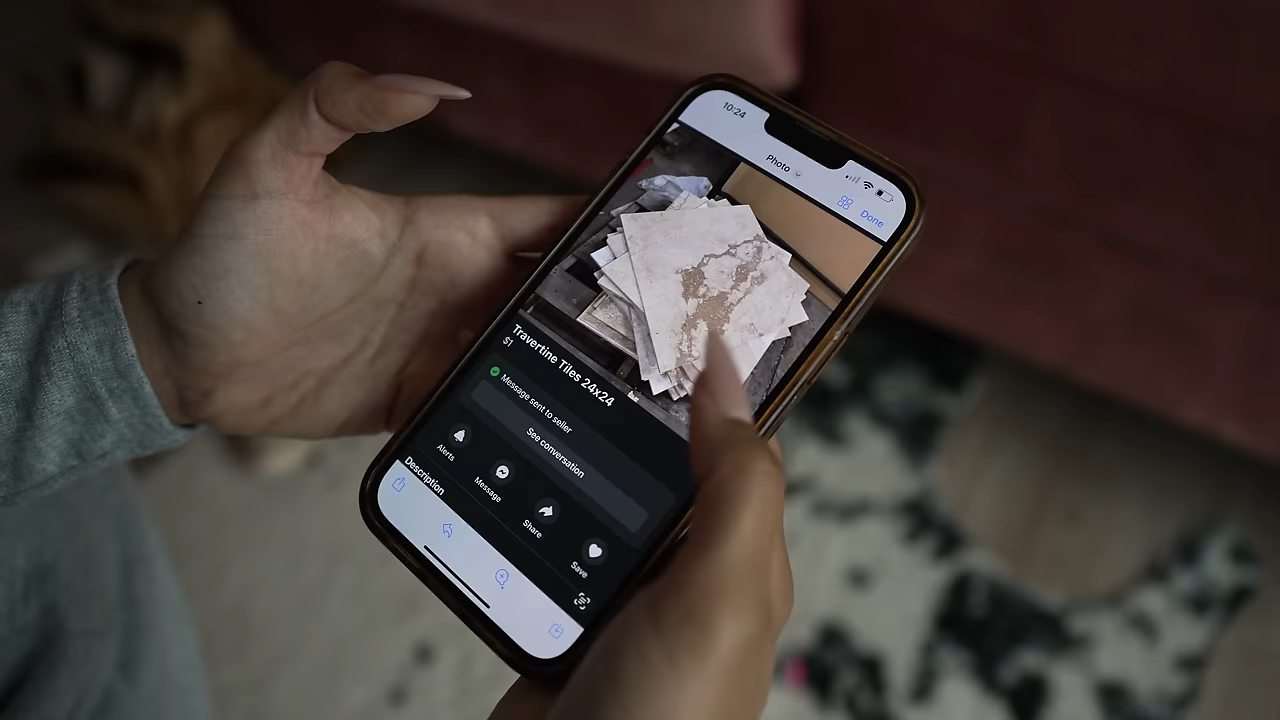 10:24
Photo
Done
Travertine Tiles 24x24
$1
Message sent to seller
See conversation
Alerts
Message
Share
Save
Description